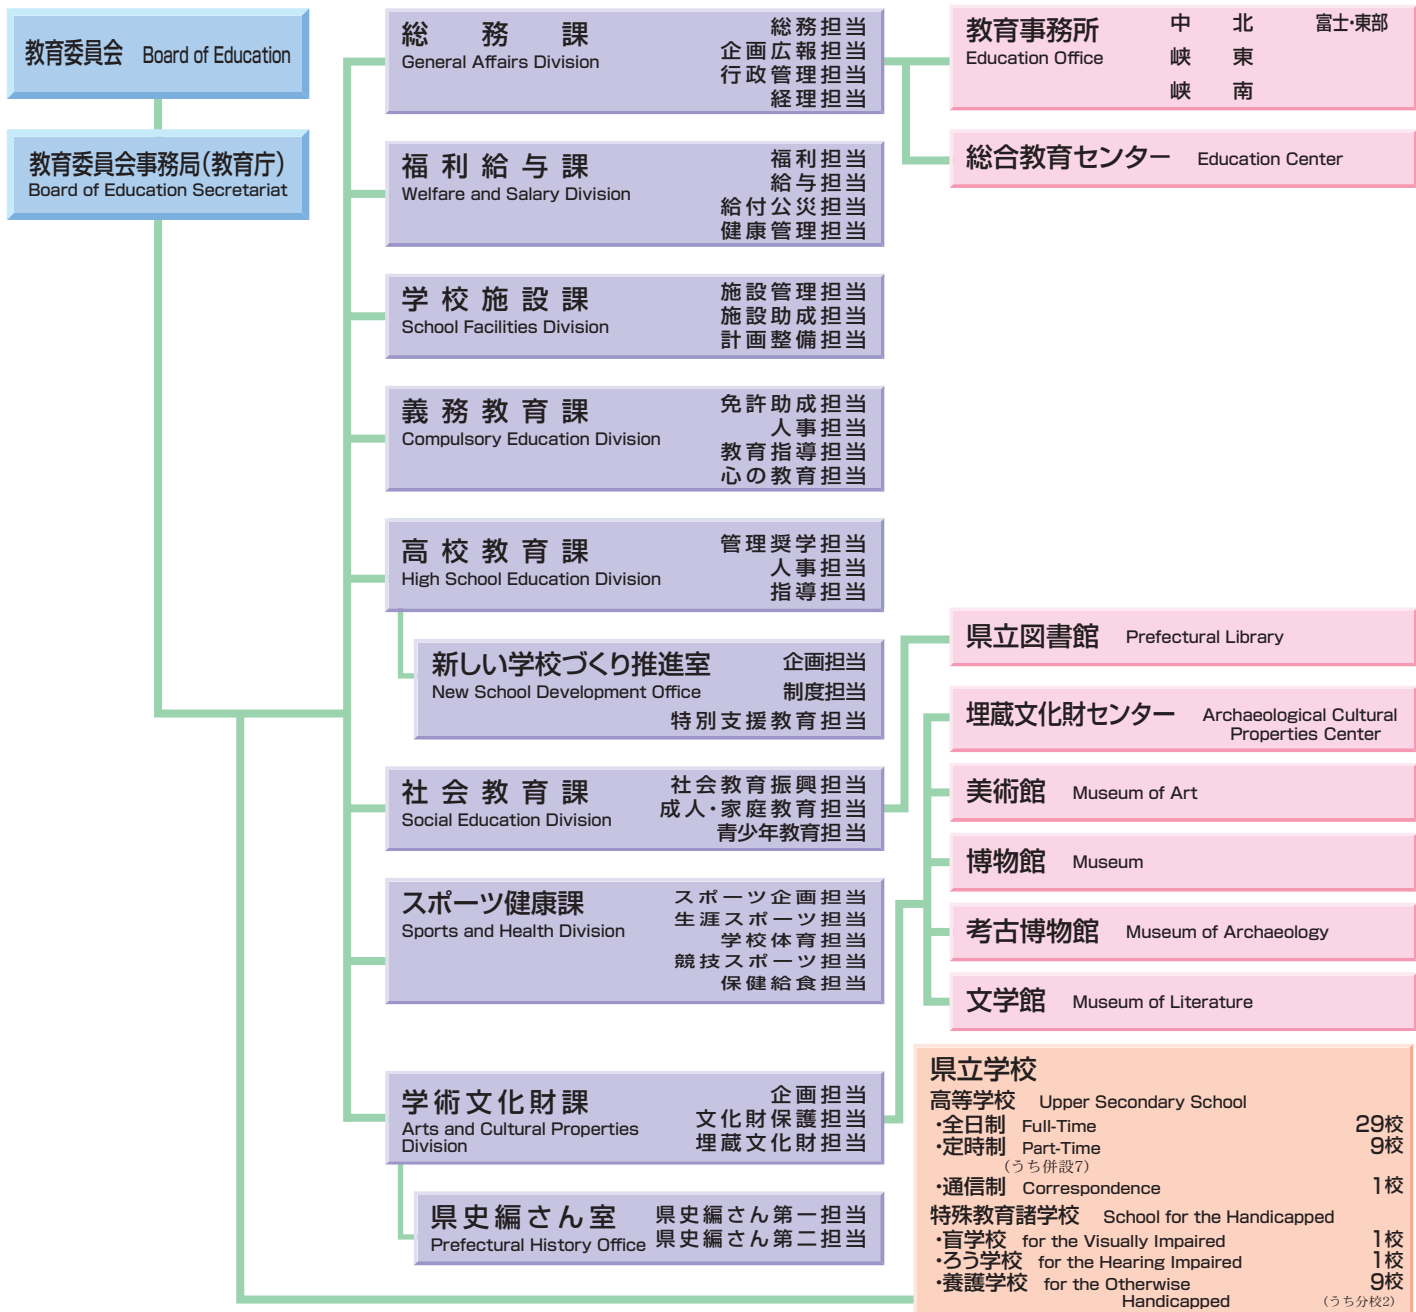 教育委員会 Board of Education
教育委員会事務局(教育庁)
Board of Education Secretariat
総務課
General Affairs Division
総務担当
企画広報担当
行政管理担当
経理担当
教育事務所
Education Office
中北 富士・東部
峡東
峡南
総合教育センター Education Center
福利給与課
Welfare and Salary Division
福利担当
給与担当
給付公災担当
健康管理担当
学校施設課
School Facilities Division
施設管理担当
施設助成担当
計画整備担当
義務教育課
Compulsory Education Division
免許助成担当
人事担当
教育指導担当
心の教育担当
高校教育課
High School Education Division
管理奨学担当
人事担当
指導担当
新しい学校づくり推進室
New School Development Office
企画担当
制度担当
特別支援教育担当
社会教育課
Social Education Division
社会教育振興担当
成人・家庭教育担当
青少年教育担当
県立図書館 Prefectural Library
スポーツ健康課
Sports and Health Division
スポーツ企画担当
生涯スポーツ担当
学校体育担当
競技スポーツ担当
保健給食担当
学術文化財課
Arts and Cultural Properties
Division
企画担当
文化財保護担当
埋蔵文化財担当
県史編さん室
Prefectural History Office
県史編さん第一担当
県史編さん第二担当
埋蔵文化財センター Archaeological Cultural
Properties Center
美術館 Museum of Art
博物館 Museum
考古博物館 Museum of Archaeology
文学館 Museum of Literature
県立学校
高等学校 Upper Secondary School
・全日制 Full-Time 29校
・定時制 Part-Time 9校
(うち併設7)
・通信制 Correspondence 1校
特殊教育諸学校 School for the Handicapped
・盲学校 for the Visually Impaired 1校
・ろう学校 for the Hearing Impaired 1校
・養護学校 for the Otherwise 9校
Handicapped (うち分校2)